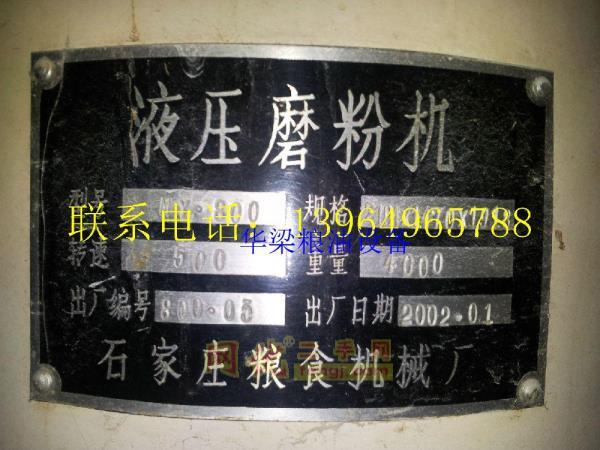 液压磨粉机
型号 规格
联系电话：13964965788
华梁粮油设备
转速 500 重量 4000
出厂编号 800·05 出厂日期 2002·01
石家庄粮食机械厂